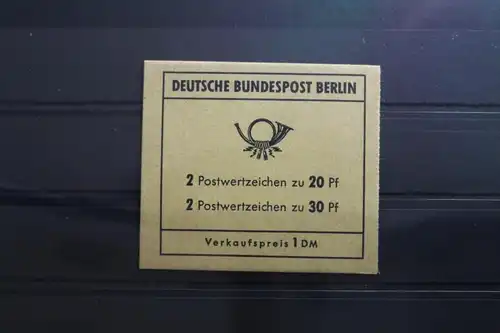 DEUTSCHE BUNDESPOST BERLIN
2 Postwertzeichen zu 20 Pf
2 Postwertzeichen zu 30 Pf
Verkaufspreis 1 DM